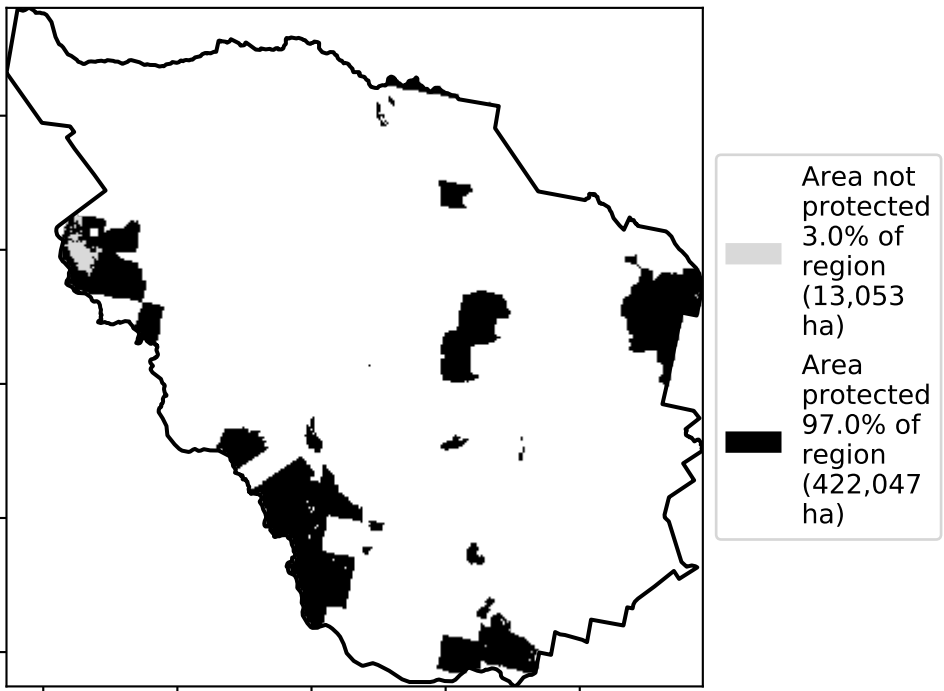 Area not
protected
3.0% of
region
(13,053
ha)
Area
protected
97.0% of
region
(422,047
ha)